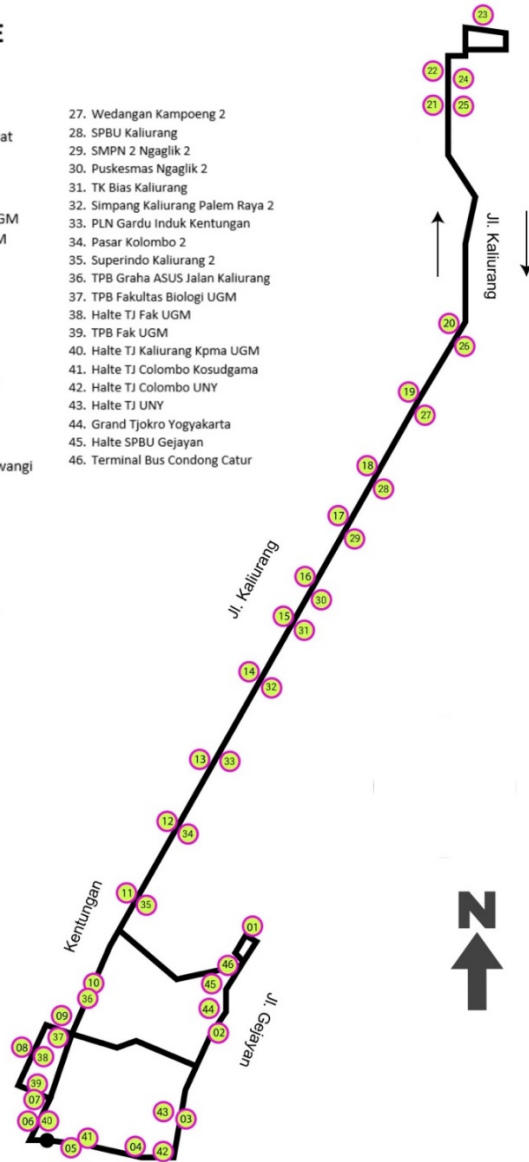 E
at
GM
M
wangi
27. Wedangan Kampoeng 2
28. SPBU Kaliurang
29. SMPN 2 Ngaglik 2
30. Puskesmas Ngaglik 2
31. TK Bias Kaliurang
32. Simpang Kaliurang Palem Raya 2
33. PLN Gardu Induk Kentungan
34. Pasar Kolombo 2
35. Superindo Kaliurang 2
36. TPB Graha ASUS Jalan Kaliurang
37. TPB Fakultas Biologi UGM
38. Halte TJ Fak UGM
39. TPB Fak UGM
40. Halte TJ Kaliurang Kpma UGM
41. Halte TJ Colombo Kosudgama
42. Halte TJ Colombo UNY
43. Halte TJ UNY
44. Grand Tjokro Yogyakarta
45. Halte SPBU Gejayan
46. Terminal Bus Condong Catur
23
22
24
21
25
Jl. Kaliurang
20
26
19
27
18
28
17
29
Jl. Kaliurang
16
30
15
31
14
32
13
33
12
34
11
35
Kentungan
01
N
46
45
10
36
44
Jl. Gejayan
09
02
37
08
38
39
07
43
03
06
40
41
05
04
42